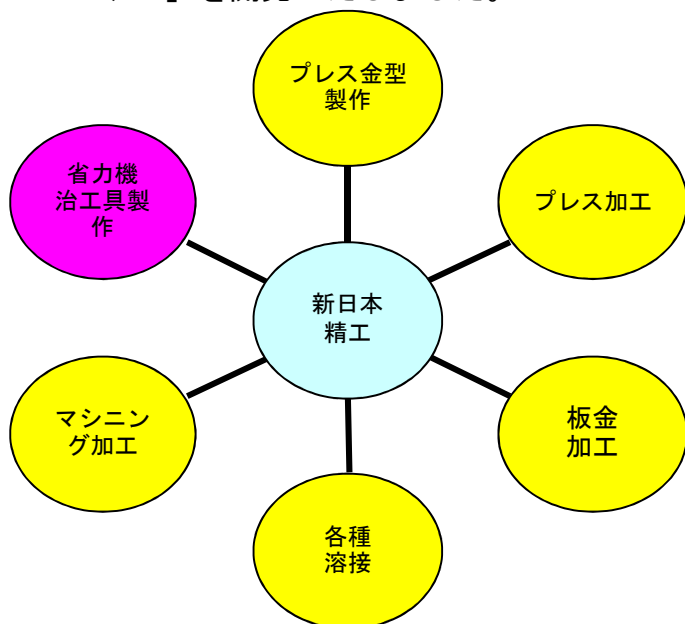 プレス金型
製作
省力機
治工具製
作
プレス加工
新日本
精工
マシニン
グ加工
板金
加工
各種
溶接